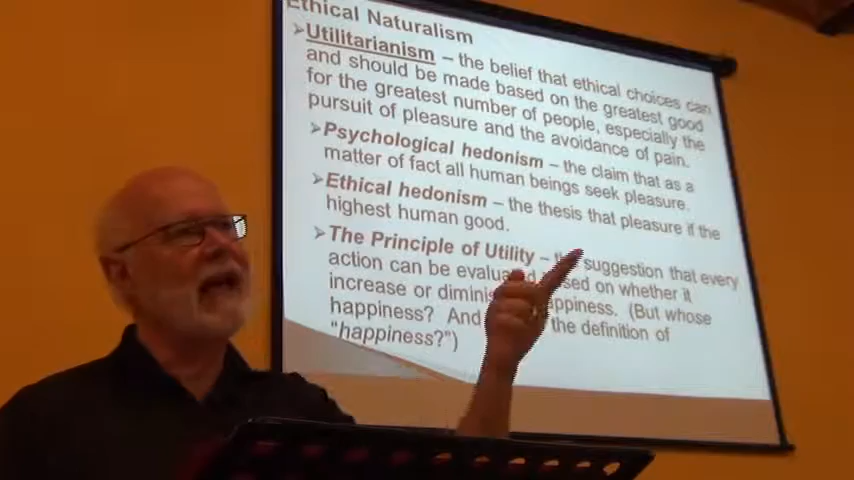 Ethical Naturalism
➢Utilitarianism – the belief that ethical choices can
and should be made based on the greatest good
for the greatest number of people, especially the
pursuit of pleasure and the avoidance of pain.
➢Psychological hedonism – the claim that as a
matter of fact all human beings seek pleasure.
➢Ethical hedonism – the thesis that pleasure if the
highest human good.
➢The Principle of Utility – the suggestion that every
action can be evaluated based on whether it
increase or diminish happiness. (But whose
happiness? And the definition of
"happiness?")